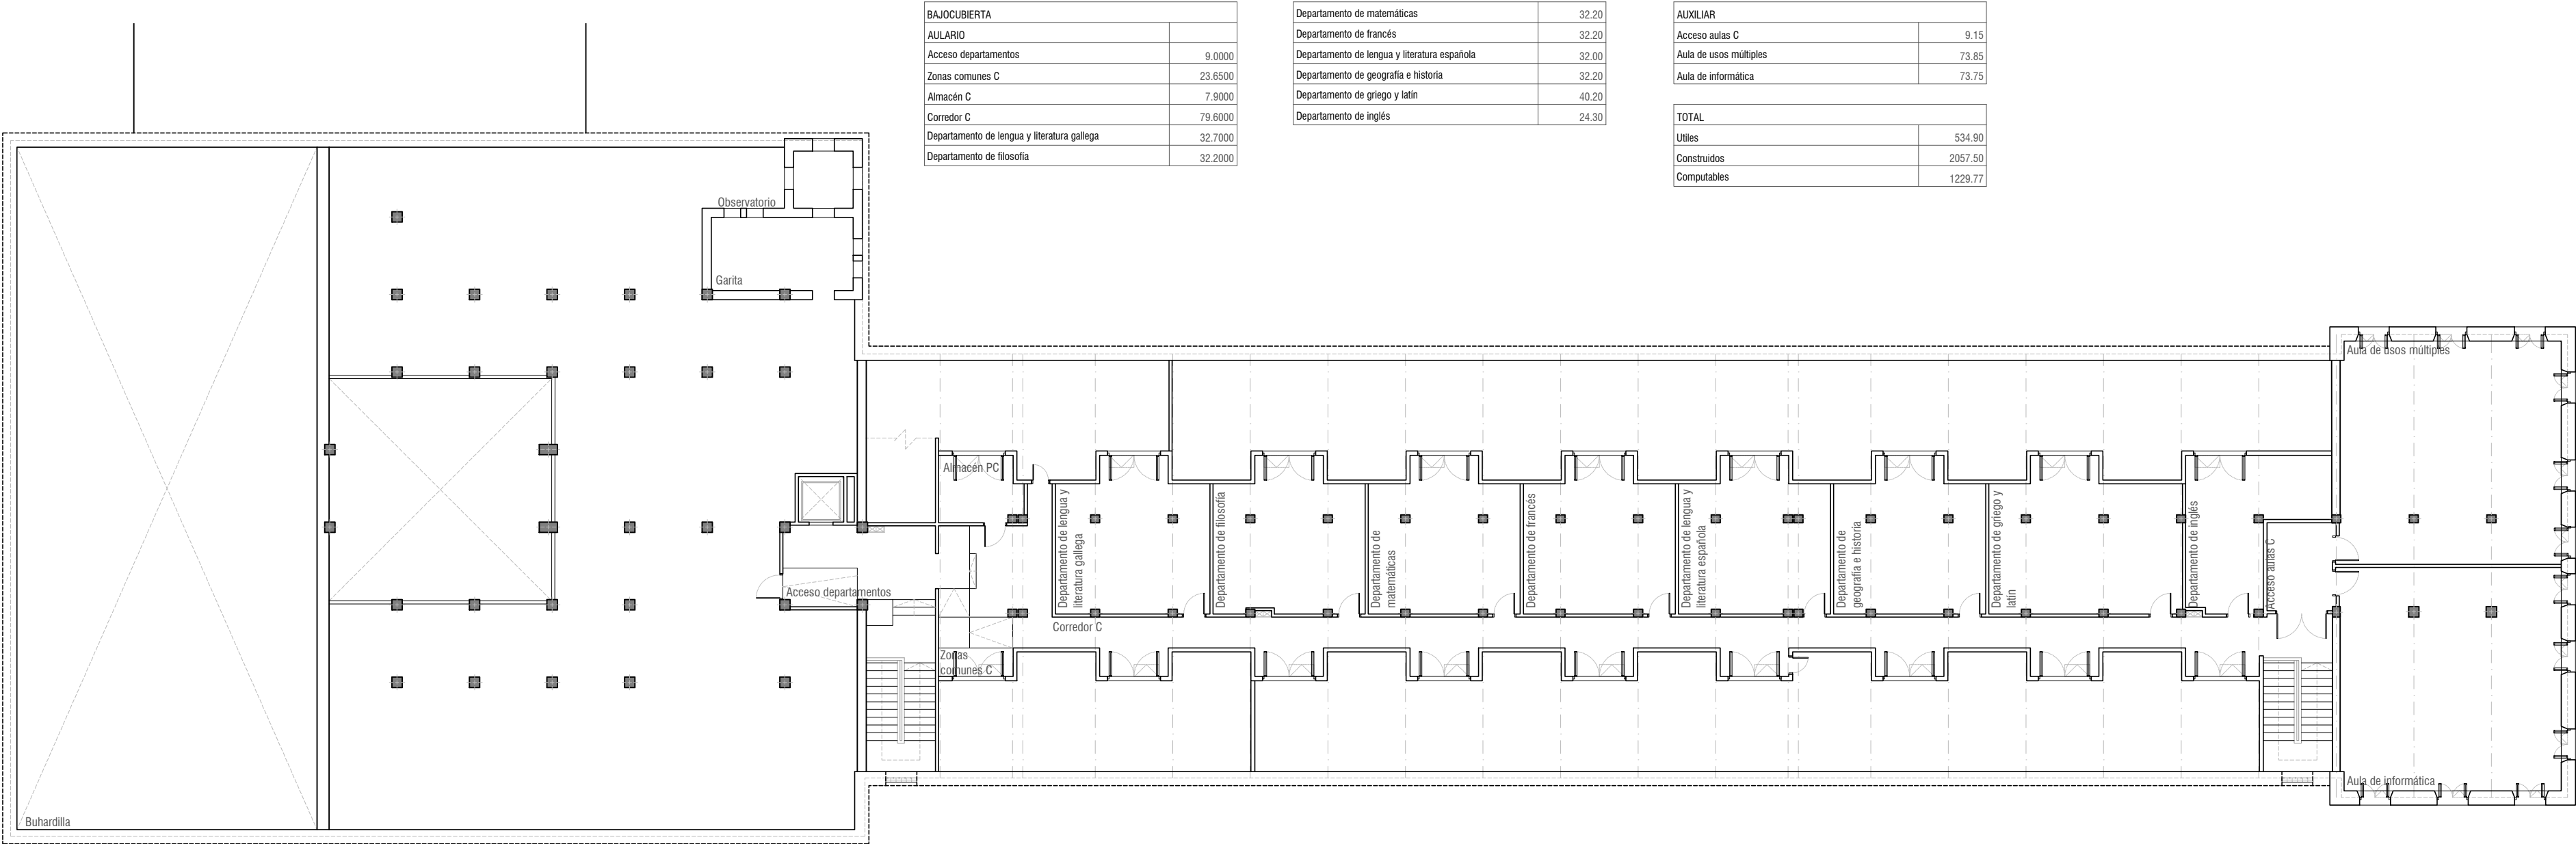 BAJOCUBIERTA
AULARIO
Acceso departamentos 9.0000
Zonas comunes C 23.6500
Almacén C 7.9000
Corredor C 79.6000
Departamento de lengua y literatura gallega 32.7000
Departamento de filosofía 32.2000
Departamento de matemáticas 32.20
Departamento de francés 32.20
Departamento de lengua y literatura española 32.00
Departamento de geografía e historia 32.20
Departamento de griego y latín 40.20
Departamento de inglés 24.30
AUXILIAR
Acceso aulas C 9.15
Aula de usos múltiples 73.85
Aula de informática 73.75
TOTAL
Utiles 534.90
Construidos 2057.50
Computables 1229.77
Observatorio
Garita
Buhardilla
Acceso departamentos
Almacén PC
Zonas
comunes C
Corredor C
Departamento de lengua y
literatura gallega
Departamento de filosofía
Departamento de
matemáticas
Departamento de francés
Departamento de lengua y
literatura española
Departamento de
geografía e historia
Departamento de griego y
latín
Departamento de inglés
Acceso aulas C
Aula de usos múltiples
Aula de informática